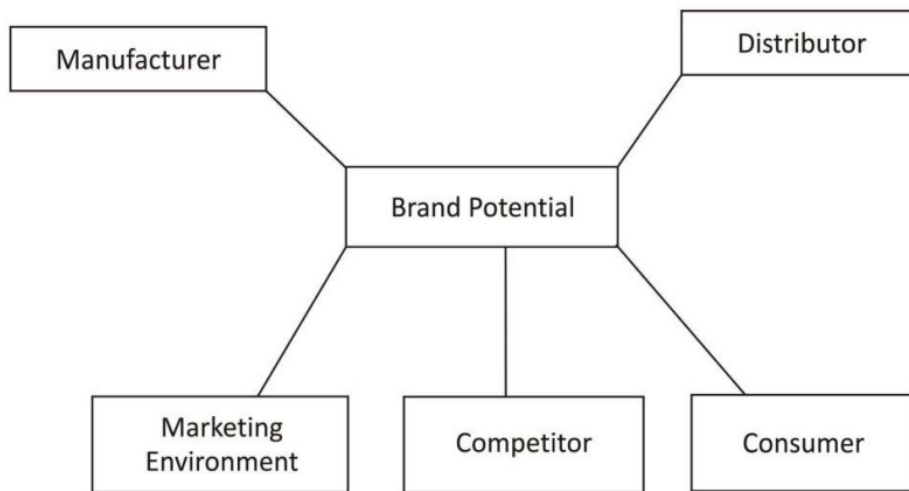 Manufacturer
Distributor
Brand Potential
Marketing
Environment
Competitor
Consumer